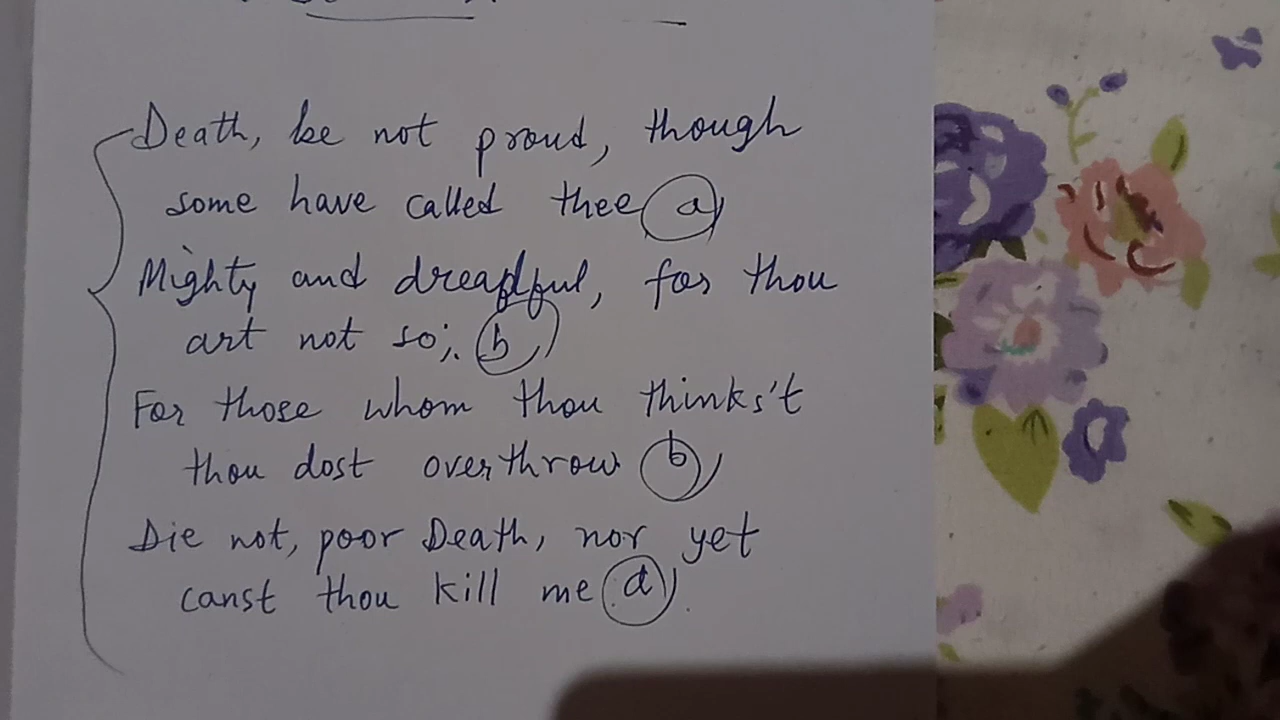 Death, be not proud, though
some have called thee (a)
Mighty and dreadful, for thou
art not so;. (b)
For those whom thou thinks't
thou dost overthrow (b)
Die not, poor Death, nor yet
canst thou kill me (a).